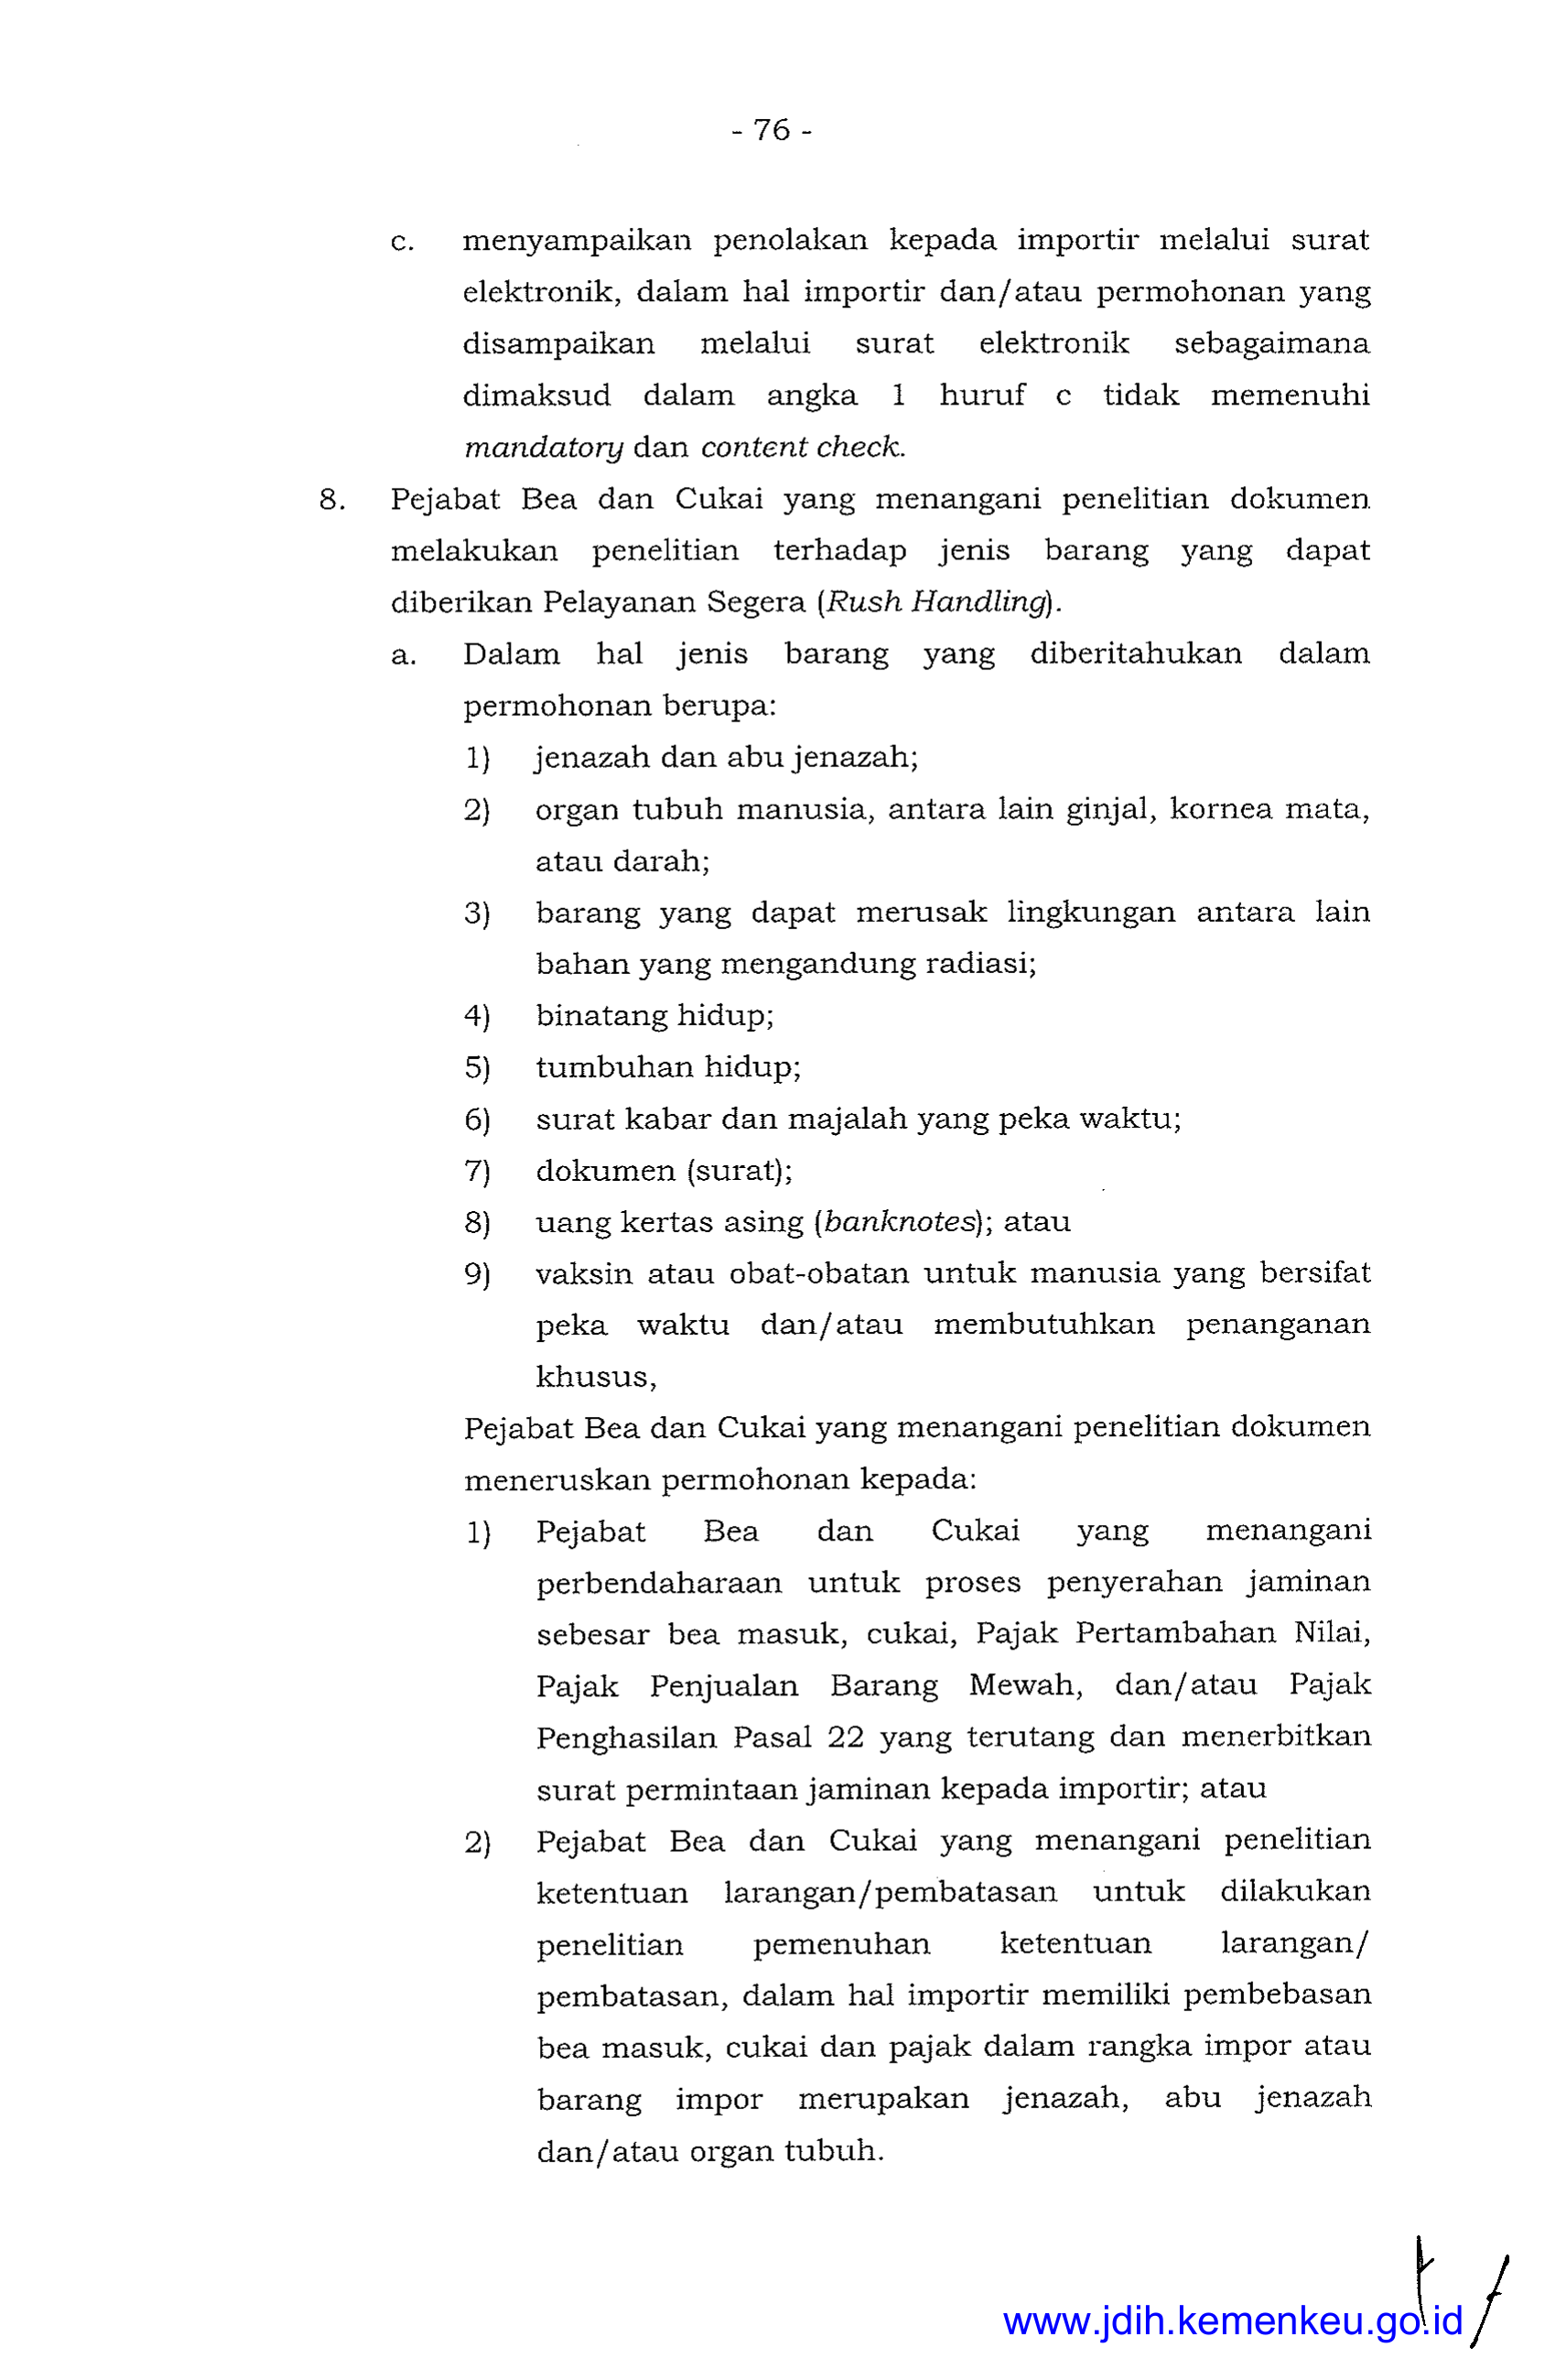 - 76 -
c. menyampaikan penolakan kepada importir melalui surat
elektronik, dalam hal importir dan/atau permohonan yang
disampaikan melalui surat elektronik sebagaimana
dimaksud dalam angka 1 huruf c tidak memenuhi
mandatory dan content check.
8. Pejabat Bea dan Cukai yang menangani penelitian dokumen
melakukan penelitian terhadap jenis barang yang dapat
diberikan Pelayanan Segera (Rush Handling).
a. Dalam hal jenis barang yang diberitahukan dalam
permohonan berupa:
1) jenazah dan abu jenazah;
2) organ tubuh manusia, antara lain ginjal, kornea mata,
atau darah;
3) barang yang dapat merusak lingkungan antara lain
bahan yang mengandung radiasi;
4) binatang hidup;
5) tumbuhan hidup;
6) surat kabar dan majalah yang peka waktu;
7) dokumen (surat);
8) uang kertas asing (banknotes); atau
9) vaksin atau obat-obatan untuk manusia yang bersifat
peka waktu dan/atau membutuhkan penanganan
khusus,
Pejabat Bea dan Cukai yang menangani penelitian dokumen
meneruskan permohonan kepada:
1) Pejabat Bea dan Cukai yang menangani
perbendaharaan untuk proses penyerahan jaminan
sebesar bea masuk, cukai, Pajak Pertambahan Nilai,
Pajak Penjualan Barang Mewah, dan/atau Pajak
Penghasilan Pasal 22 yang terutang dan menerbitkan
surat permintaan jaminan kepada importir; atau
2) Pejabat Bea dan Cukai yang menangani penelitian
ketentuan larangan/pembatasan untuk dilakukan
penelitian pemenuhan ketentuan larangan/
pembatasan, dalam hal importir memiliki pembebasan
bea masuk, cukai dan pajak dalam rangka impor atau
barang impor merupakan jenazah, abu jenazah
dan/atau organ tubuh.
www.jdih.kemenkeu.go.id